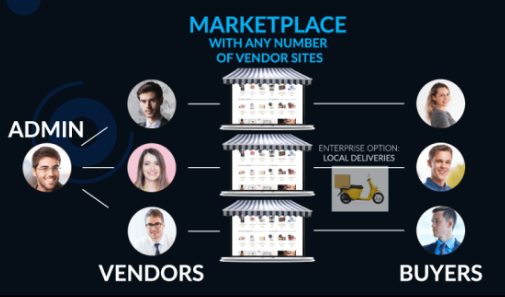 MARKETPLACE
WITH ANY NUMBER
OF VENDOR SITES
ADMIN
ENTERPRISE OPTION:
LOCAL DELIVERIES
VENDORS
BUYERS